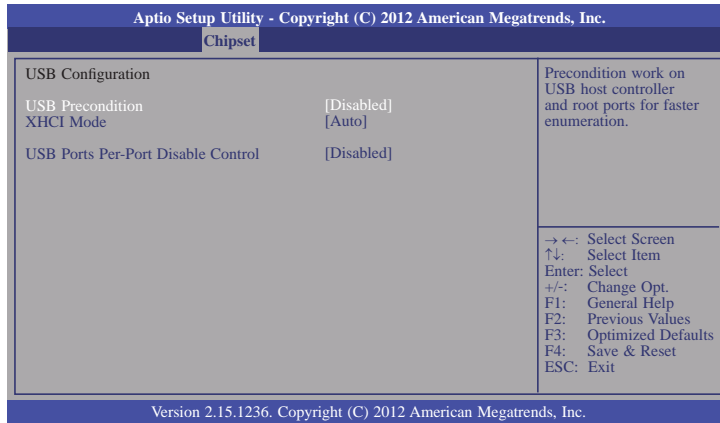 Aptio Setup Utility - Copyright (C) 2012 American Megatrends, Inc.
Chipset
USB Configuration
USB Precondition [Disabled]
XHCI Mode [Auto]
USB Ports Per-Port Disable Control [Disabled]
Precondition work on
USB host controller
and root ports for faster
enumeration.
→ ←: Select Screen
↑↓: Select Item
Enter: Select
+/-: Change Opt.
F1: General Help
F2: Previous Values
F3: Optimized Defaults
F4: Save & Reset
ESC: Exit
Version 2.15.1236. Copyright (C) 2012 American Megatrends, Inc.